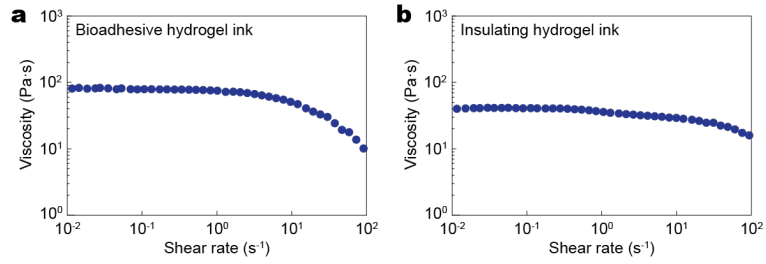 a
Bioadhesive hydrogel ink
Viscosity (Pa·s)
10³
10²
10¹
10⁰
10⁻² 10⁻¹ 10⁰ 10¹ 10²
Shear rate (s⁻¹)
b
Insulating hydrogel ink
Viscosity (Pa·s)
10³
10²
10¹
10⁰
10⁻² 10⁻¹ 10⁰ 10¹ 10²
Shear rate (s⁻¹)